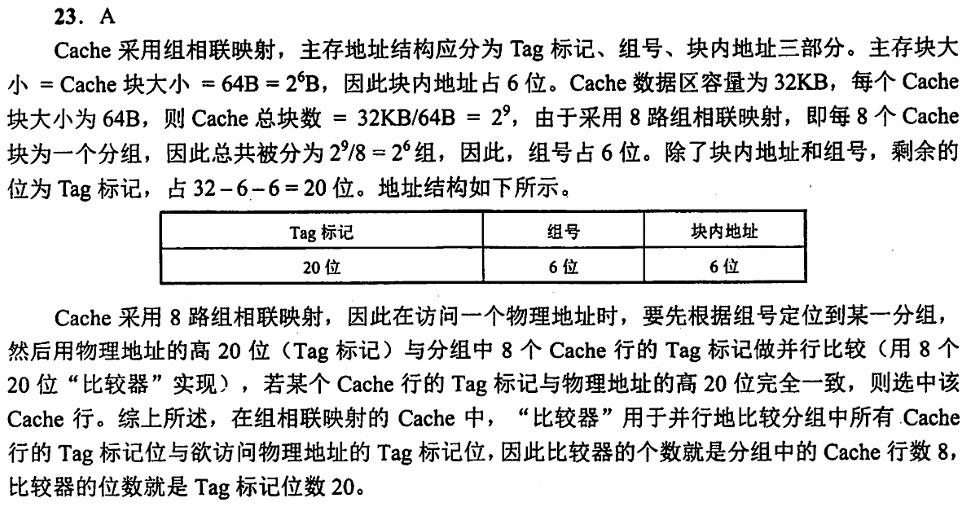 23. A
Cache 采用组相联映射，主存地址结构应分为 Tag 标记、组号、块内地址三部分。主存块大
小 = Cache 块大小 = 64B = 2⁶B，因此块内地址占 6 位。Cache 数据区容量为 32KB，每个 Cache
块大小为 64B，则 Cache 总块数 = 32KB/64B = 2⁹，由于采用 8 路组相联映射，即每 8 个 Cache
块为一个分组，因此总共被分为 2⁹/8 = 2⁶ 组，因此，组号占 6 位。除了块内地址和组号，剩余的
位为 Tag 标记，占 32 − 6 − 6 = 20 位。地址结构如下所示。
Tag 标记 组号 块内地址
20 位 6 位 6 位
Cache 采用 8 路组相联映射，因此在访问一个物理地址时，要先根据组号定位到某一分组，
然后用物理地址的高 20 位（Tag 标记）与分组中 8 个 Cache 行的 Tag 标记做并行比较（用 8 个
20 位“比较器”实现），若某个 Cache 行的 Tag 标记与物理地址的高 20 位完全一致，则选中该
Cache 行。综上所述，在组相联映射的 Cache 中，“比较器”用于并行地比较分组中所有 Cache
行的 Tag 标记位与欲访问物理地址的 Tag 标记位，因此比较器的个数就是分组中的 Cache 行数 8，
比较器的位数就是 Tag 标记位数 20。